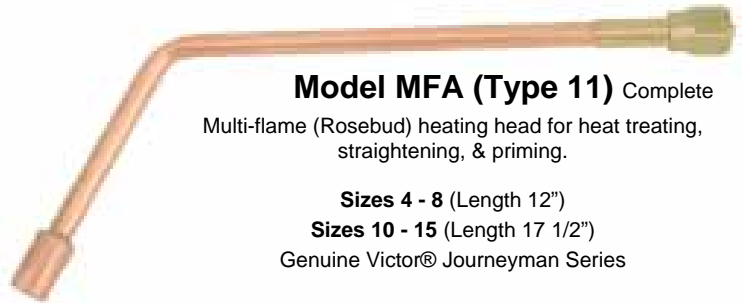 Model MFA (Type 11) Complete
Multi-flame (Rosebud) heating head for heat treating,
straightening, & priming.
Sizes 4 - 8 (Length 12”)
Sizes 10 - 15 (Length 17 1/2”)
Genuine Victor® Journeyman Series